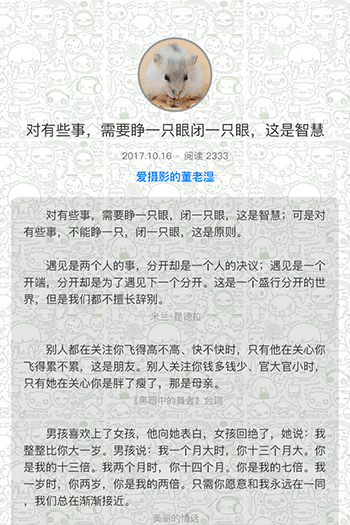 对有些事，需要睁一只眼闭一只眼，这是智慧
2017.10.16 阅读 2333
爱摄影的董老湿
对有些事，需要睁一只眼，闭一只眼，这是智慧；可是对
有些事，不能睁一只，闭一只眼，这是原则。
遇见是两个人的事，分开却是一个人的决议；遇见是一个
开端，分开却是为了遇见下一个分开。这是一个盛行分开的世
界，但是我们都不擅长辞别。
米兰·昆德拉
别人都在关注你飞得高不高、快不快时，只有他在关心你
飞得累不累，这是朋友。别人关注你钱多钱少、官大官小时，
只有她在关心你是胖了瘦了，那是母亲。
《黑暗中的舞者》台词
男孩喜欢上了女孩，他向她表白，女孩回绝了，她说：我
整整比你大一岁。男孩说：我一个月大时，你十三个月大。你
是我的十三倍。我两个月时，你十四个月。你是我的七倍。我
一岁时，你两岁，你是我的两倍。只需你愿意和我永远在一同
，我们总在渐渐接近。
美丽的情话